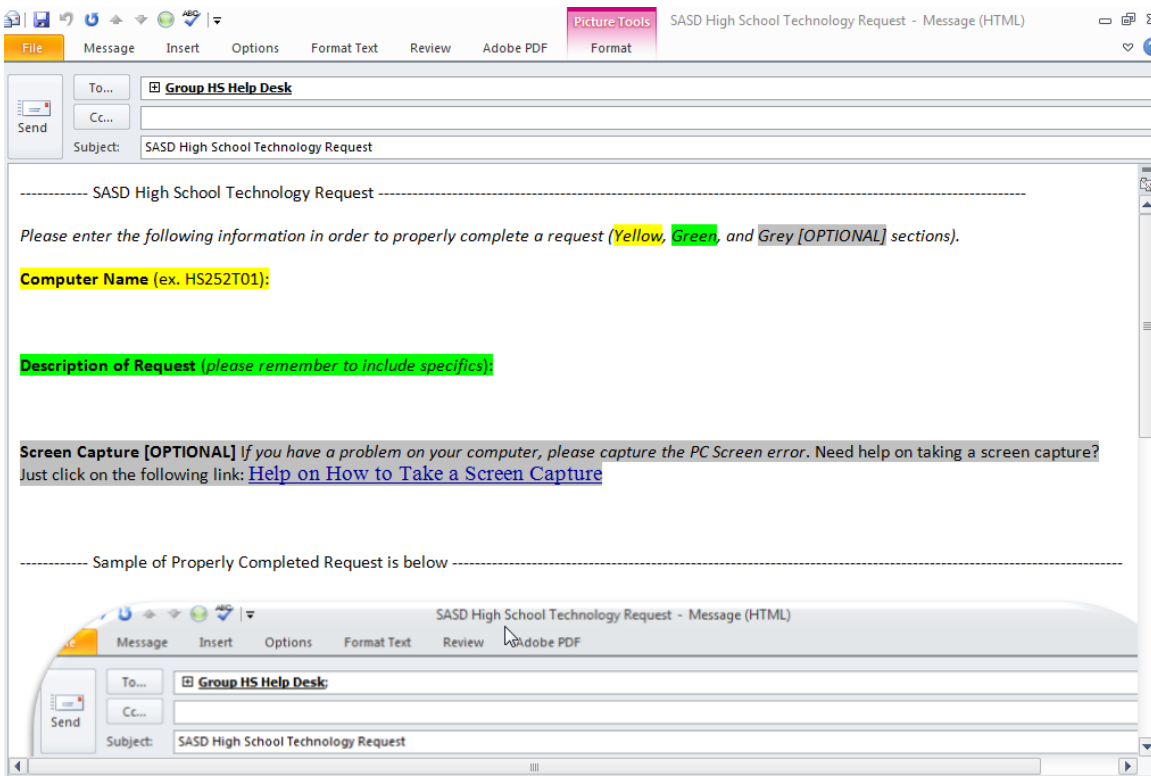 Picture Tools SASD High School Technology Request - Message (HTML)
File Message Insert Options Format Text Review Adobe PDF Format
To... Group HS Help Desk
Send
Cc...
Subject: SASD High School Technology Request
------------ SASD High School Technology Request --------------------------------------------------------------------------------------------------------------------
Please enter the following information in order to properly complete a request (Yellow, Green, and Grey [OPTIONAL] sections).
Computer Name (ex. HS252T01):
Description of Request (please remember to include specifics):
Screen Capture [OPTIONAL] If you have a problem on your computer, please capture the PC Screen error. Need help on taking a screen capture?
Just click on the following link: Help on How to Take a Screen Capture
------------ Sample of Properly Completed Request is below ------------------------------------------------------------------------------------------------------------------------
ABC SASD High School Technology Request - Message (HTML)
Message Insert Options Format Text Review Adobe PDF
To... Group HS Help Desk;
Send
Cc...
Subject: SASD High School Technology Request